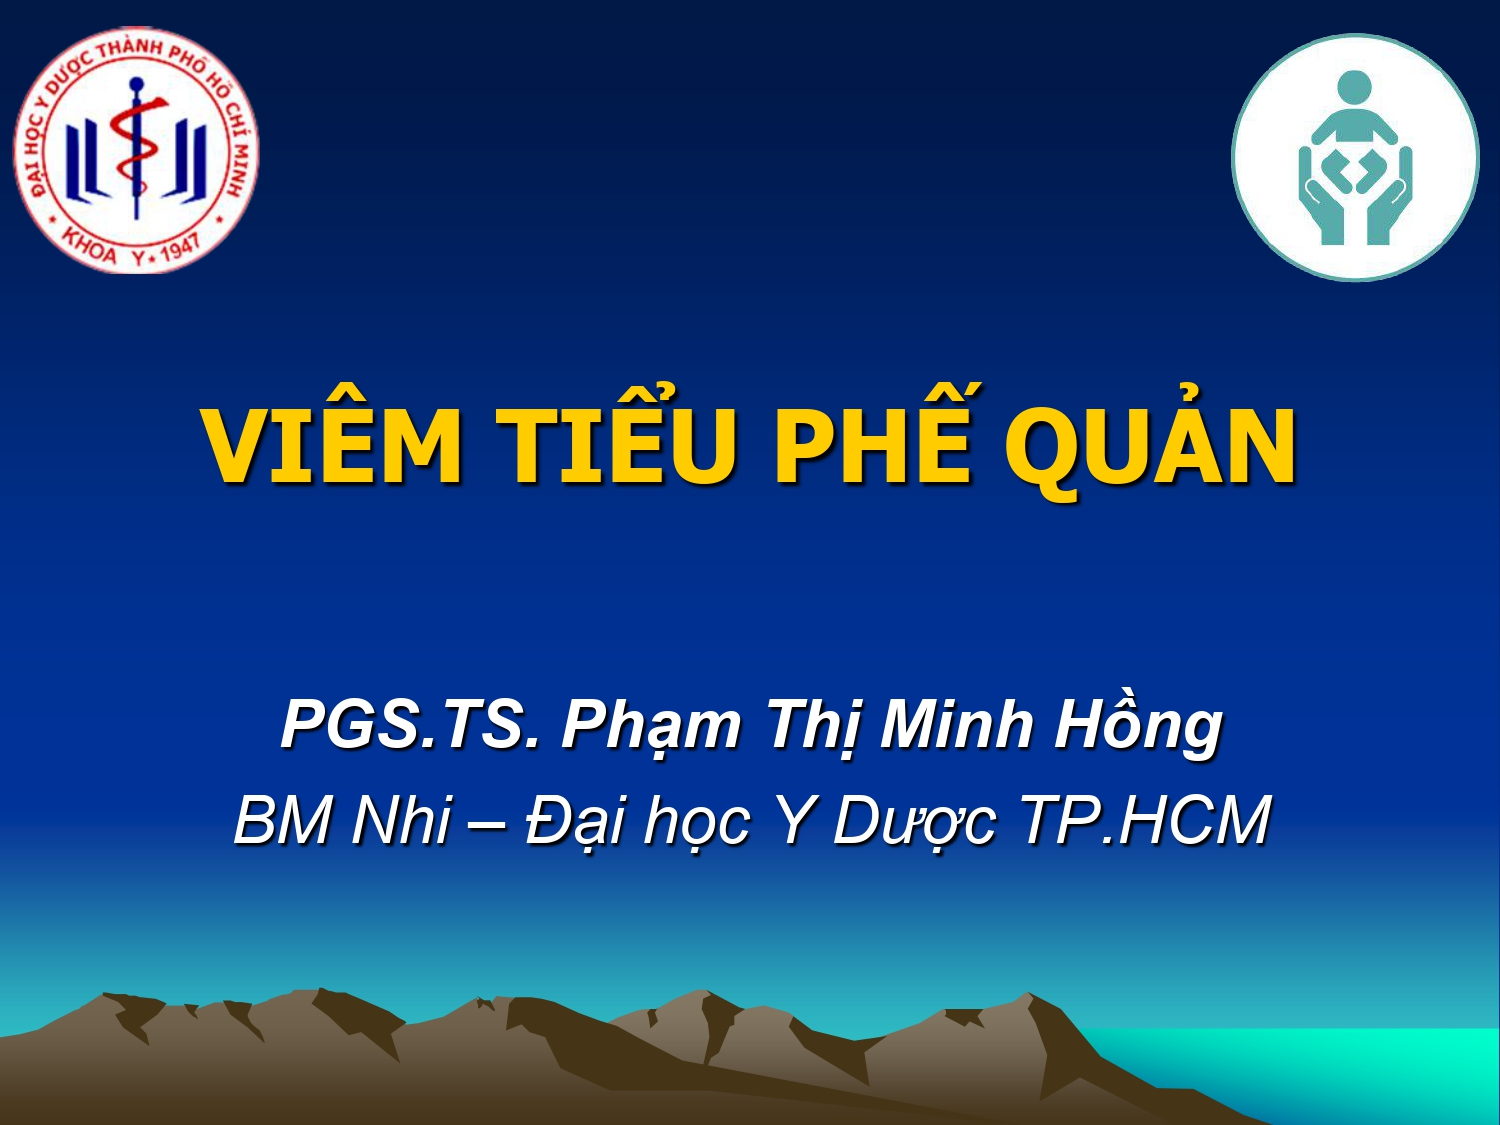 ĐẠI HỌC Y DƯỢC THÀNH PHỐ HỒ CHÍ MINH
KHOA Y ★ 1947
VIÊM TIỂU PHẾ QUẢN
PGS.TS. Phạm Thị Minh Hồng
BM Nhi – Đại học Y Dược TP.HCM